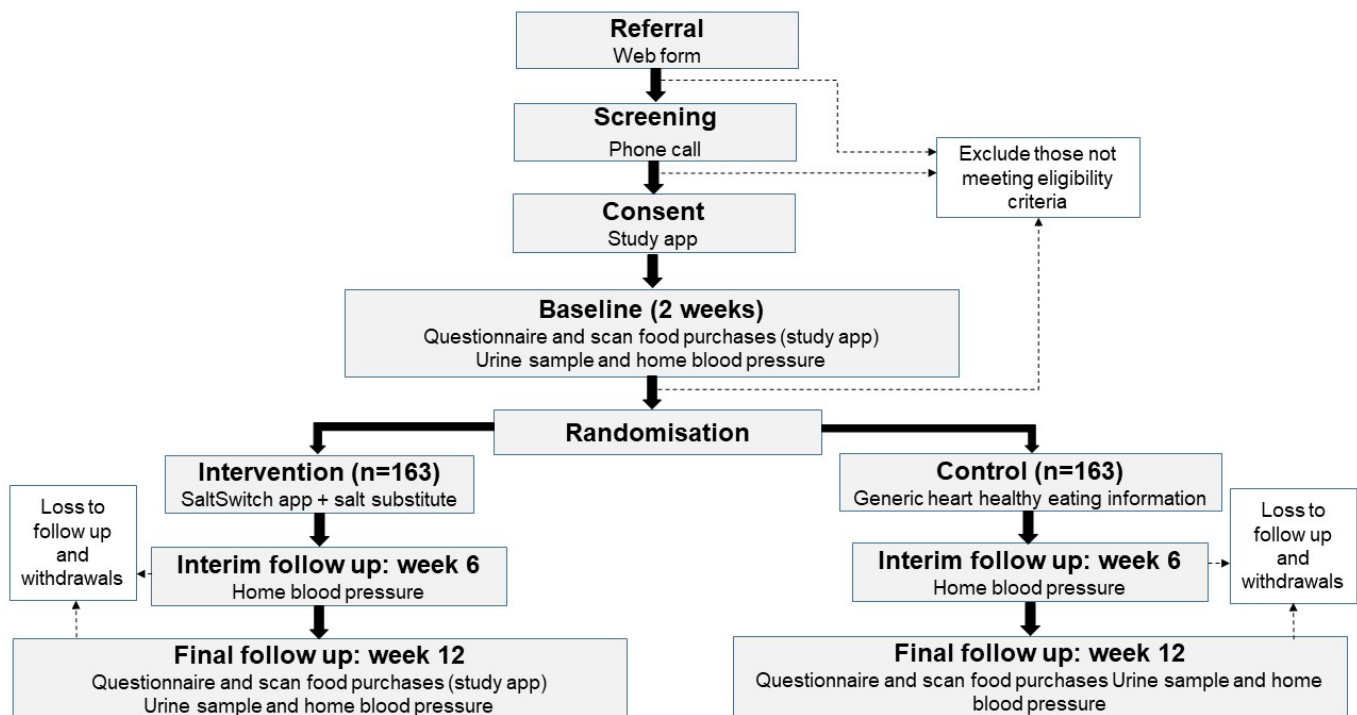 Referral
Web form
Screening
Phone call
Exclude those not
meeting eligibility
criteria
Consent
Study app
Baseline (2 weeks)
Questionnaire and scan food purchases (study app)
Urine sample and home blood pressure
Randomisation
Intervention (n=163)
SaltSwitch app + salt substitute
Control (n=163)
Generic heart healthy eating information
Loss to
follow up
and
withdrawals
Interim follow up: week 6
Home blood pressure
Interim follow up: week 6
Home blood pressure
Loss to
follow up
and
withdrawals
Final follow up: week 12
Questionnaire and scan food purchases (study app)
Urine sample and home blood pressure
Final follow up: week 12
Questionnaire and scan food purchases Urine sample and home
blood pressure